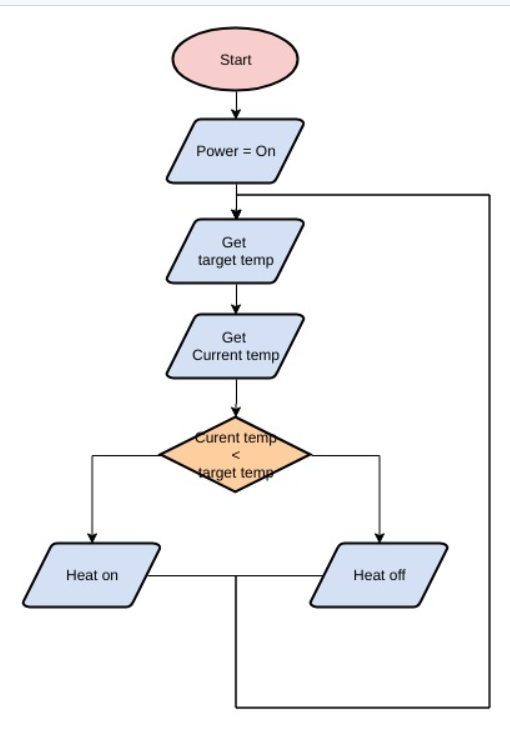 Start
Power = On
Get
target temp
Get
Current temp
Curent temp
<
target temp
Heat on
Heat off